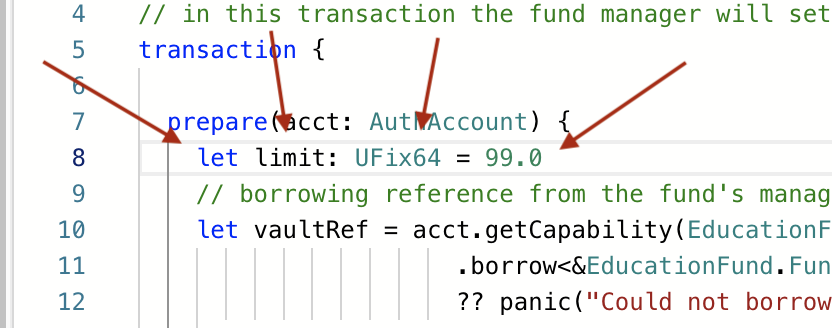 4 // in this transaction the fund manager will set
5 transaction {
6
7 prepare(acct: AuthAccount) {
8 let limit: UFix64 = 99.0
9 // borrowing reference from the fund's manag
10 let vaultRef = acct.getCapability(EducationF
11 .borrow<&EducationFund.Fun
12 ?? panic("Could not borrow